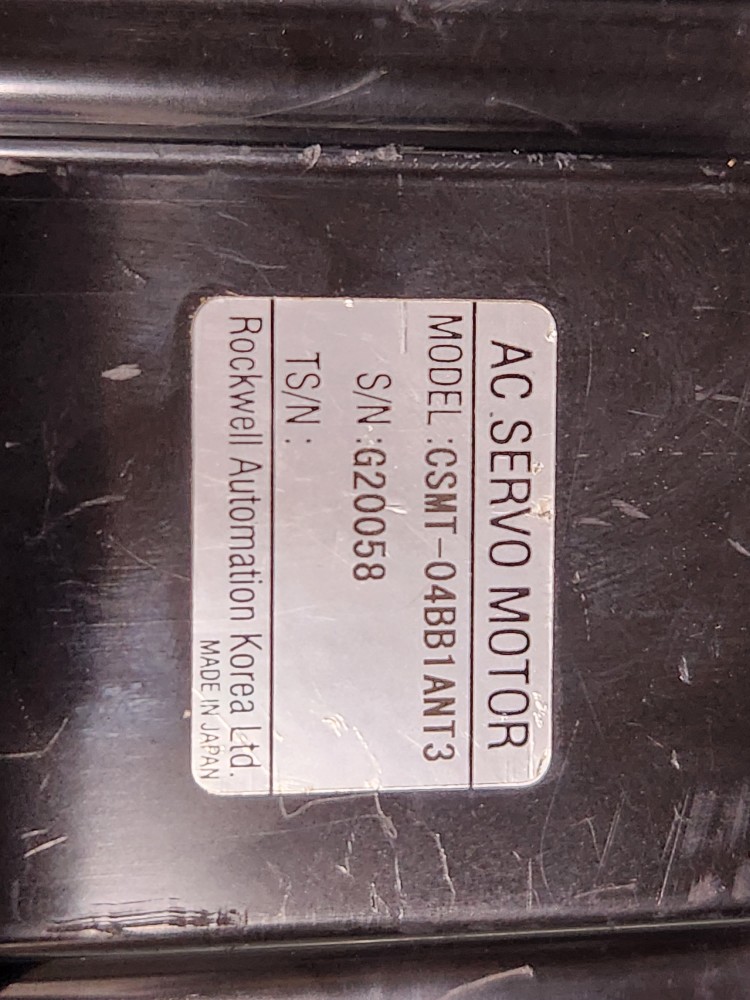 AC SERVO MOTOR
MODEL :CSMT-04BB1ANT3
S/N :G20058
TS/N :
Rockwell Automation Korea Ltd.
MADE IN JAPAN